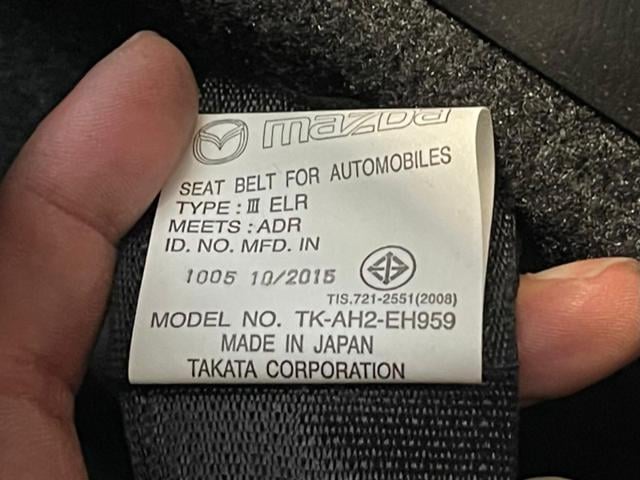 mazda
SEAT BELT FOR AUTOMOBILES
TYPE : Ⅲ ELR
MEETS : ADR
ID. NO. MFD. IN
1005 10/2015
TIS.721-2551(2008)
MODEL NO. TK-AH2-EH959
MADE IN JAPAN
TAKATA CORPORATION